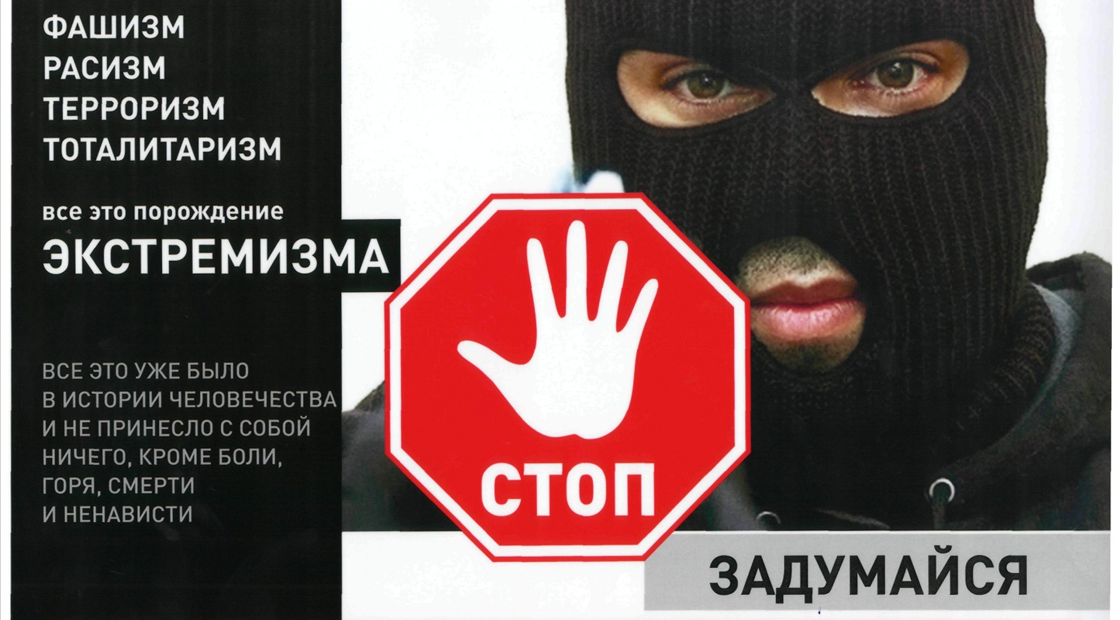 ФАШИЗМ
РАСИЗМ
ТЕРРОРИЗМ
ТОТАЛИТАРИЗМ
все это порождение
ЭКСТРЕМИЗМА
ВСЕ ЭТО УЖЕ БЫЛО
В ИСТОРИИ ЧЕЛОВЕЧЕСТВА
И НЕ ПРИНЕСЛО С СОБОЙ
НИЧЕГО, КРОМЕ БОЛИ,
ГОРЯ, СМЕРТИ
И НЕНАВИСТИ
СТОП
ЗАДУМАЙСЯ